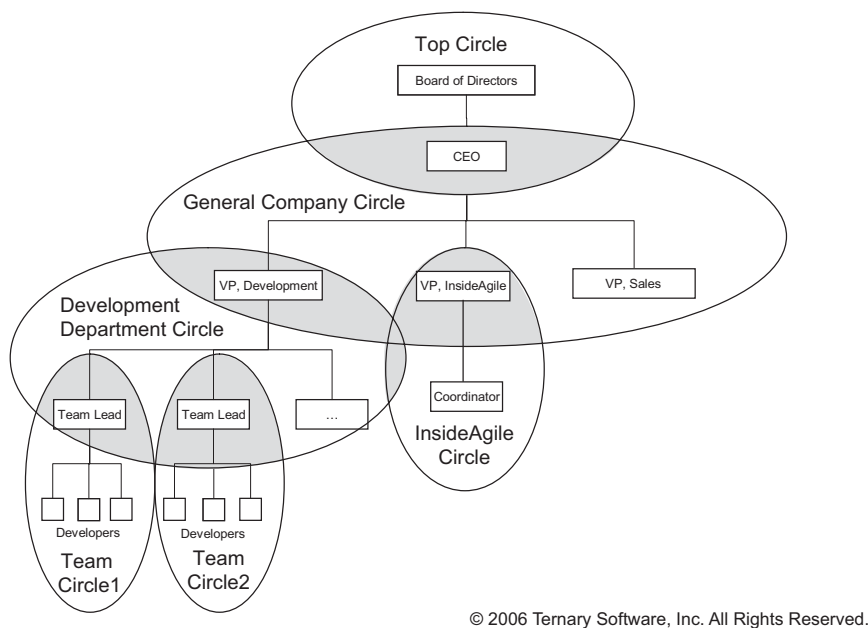 Top Circle
Board of Directors
CEO
General Company Circle
VP, Development
VP, InsideAgile
VP, Sales
Development
Department Circle
Team Lead
Team Lead
...
Coordinator
InsideAgile
Circle
Developers
Developers
Team
Circle1
Team
Circle2
© 2006 Ternary Software, Inc. All Rights Reserved.